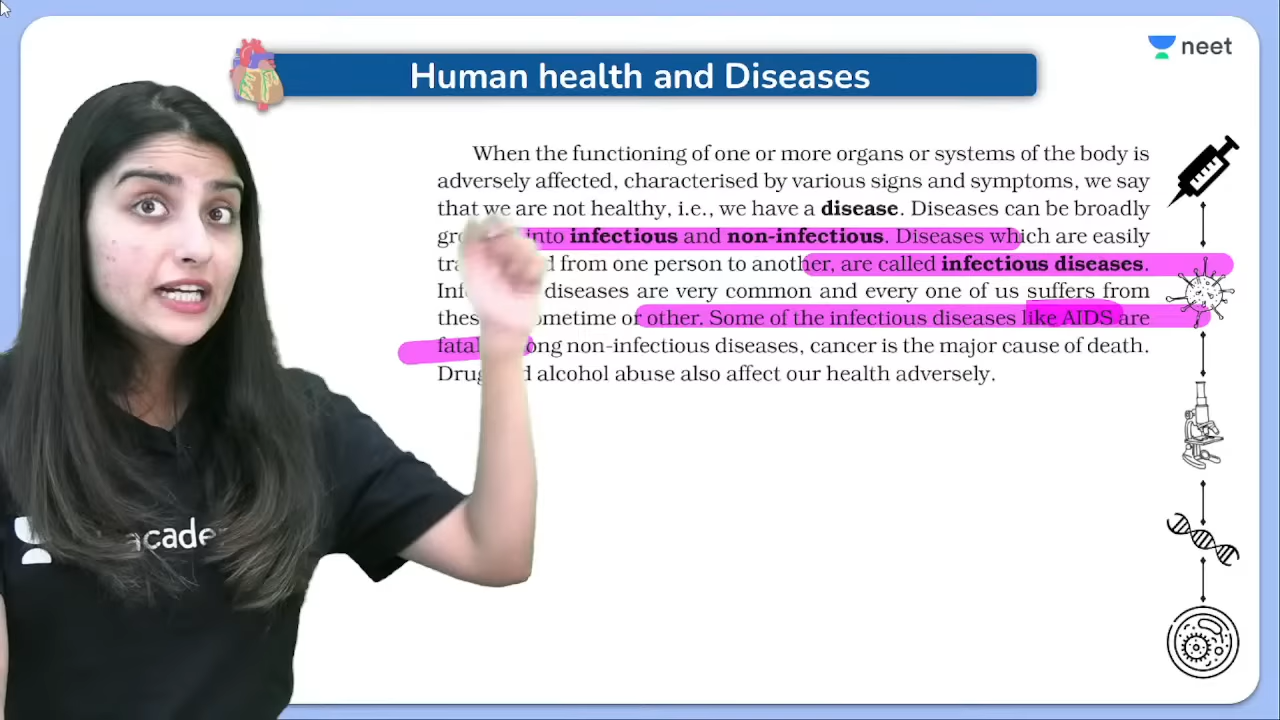 neet
Human health and Diseases
When the functioning of one or more organs or systems of the body is
adversely affected, characterised by various signs and symptoms, we say
that we are not healthy, i.e., we have a disease. Diseases can be broadly
into infectious and non-infectious. Diseases which are easily
from one person to another, are called infectious diseases.
diseases are very common and every one of us suffers from
sometime or other. Some of the infectious diseases like AIDS are
fatal. non-infectious diseases, cancer is the major cause of death.
alcohol abuse also affect our health adversely.